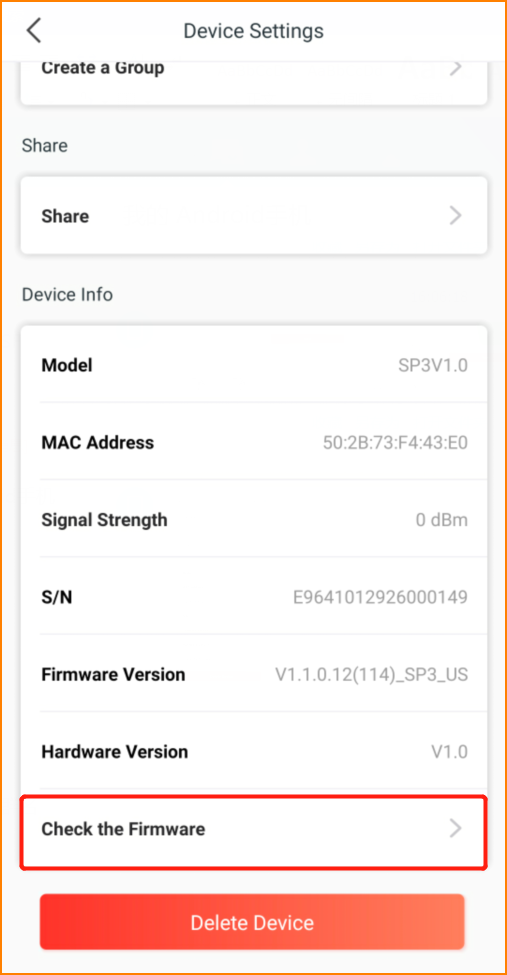 Device Settings
Create a Group
Share
Share
Device Info
Model SP3V1.0
MAC Address 50:2B:73:F4:43:E0
Signal Strength 0 dBm
S/N E9641012926000149
Firmware Version V1.1.0.12(114)_SP3_US
Hardware Version V1.0
Check the Firmware
Delete Device